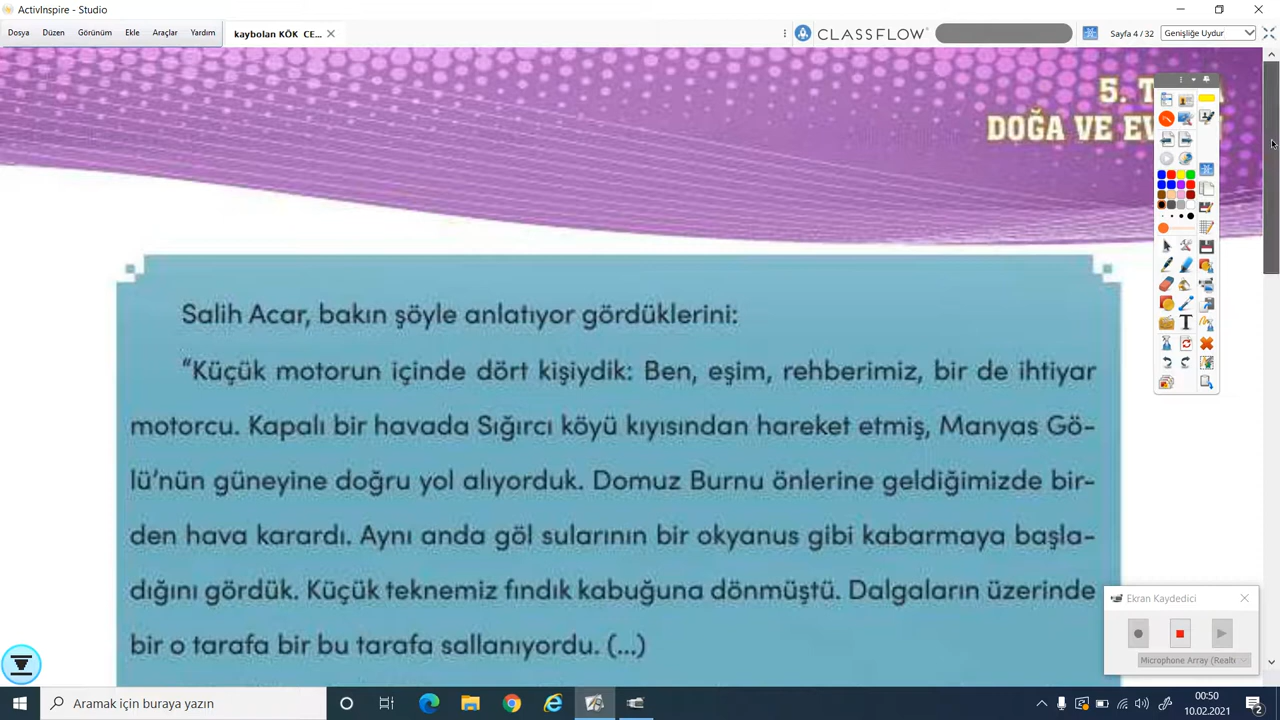 ActivInspire - Studio
Dosya Düzen Görünüm Ekle Araçlar Yardım kaybolan KÖK CE... CLASSFLOW Sayfa 4 / 32 Genişliğe Uydur
5.
DOĞA VE
Salih Acar, bakın şöyle anlatıyor gördüklerini:
“Küçük motorun içinde dört kişiydik: Ben, eşim, rehberimiz, bir de ihtiyar
motorcu. Kapalı bir havada Sığırcı köyü kıyısından hareket etmiş, Manyas Gö-
lü’nün güneyine doğru yol alıyorduk. Domuz Burnu önlerine geldiğimizde bir-
den hava karardı. Aynı anda göl sularının bir okyanus gibi kabarmaya başla-
dığını gördük. Küçük teknemiz fındık kabuğuna dönmüştü. Dalgaların üzerinde
bir o tarafa bir bu tarafa sallanıyordu. (...)
Ekran Kaydedici
Microphone Array (Realt
Aramak için buraya yazın
00:50
10.02.2021
2